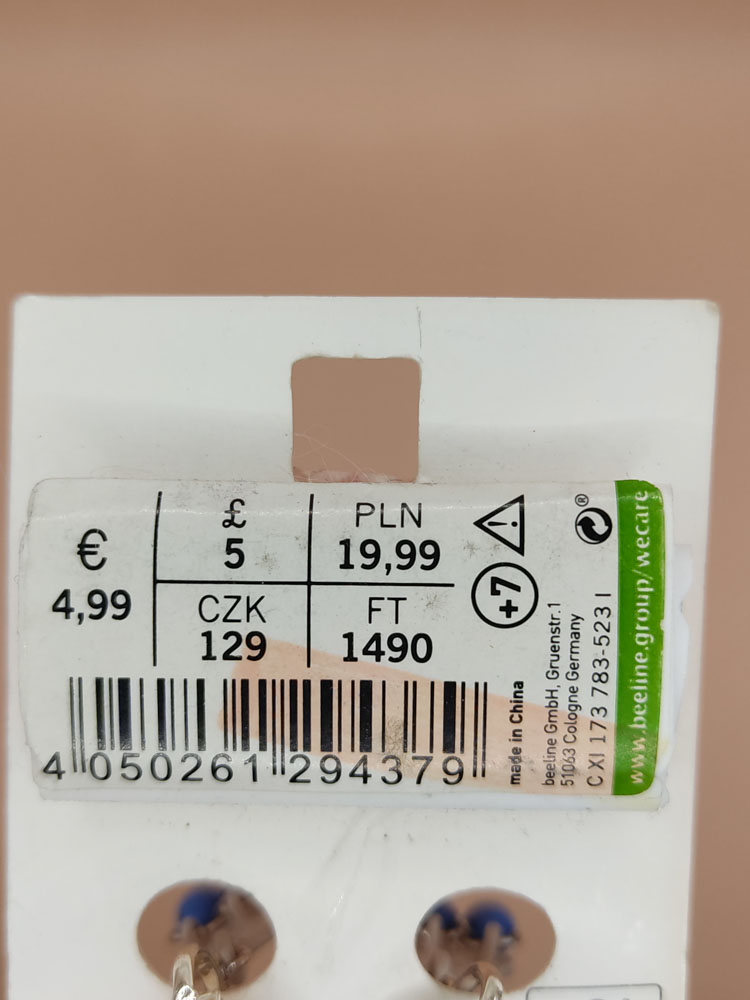 €
4,99
£
5
PLN
19,99
CZK
129
FT
1490
+7
4 050261 294379
made in China
beeline GmbH, Gruenstr.1
51063 Cologne Germany
C XI 173 783-523 I
www.beeline.group/wecare